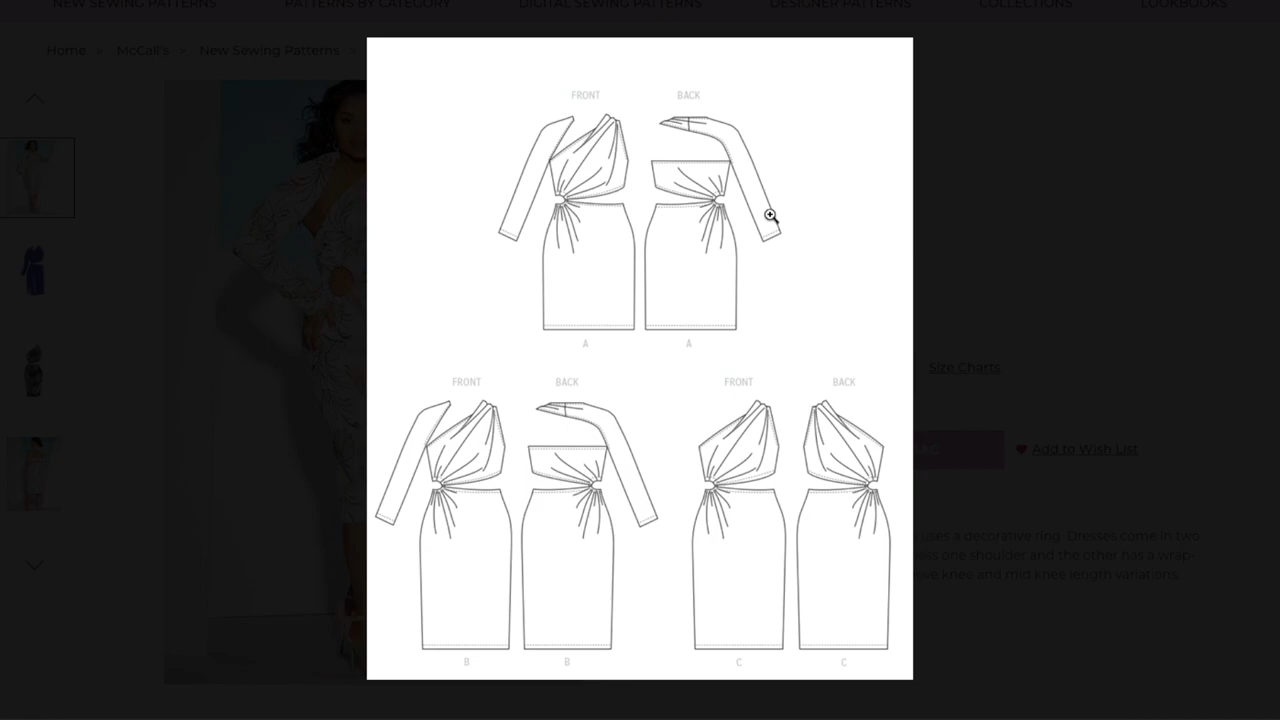 NEW SEWING PATTERNS PATTERNS BY CATEGORY DIGITAL SEWING PATTERNS DESIGNER PATTERNS COLLECTIONS LOOKBOOKS
Home > McCall's > New Sewing Patterns >
FRONT BACK
A A
Size Charts
FRONT BACK FRONT BACK
Add to Wish List
uses a decorative ring. Dresses come in two
one shoulder and the other has a wrap-
knee and mid knee length variations.
B B C C